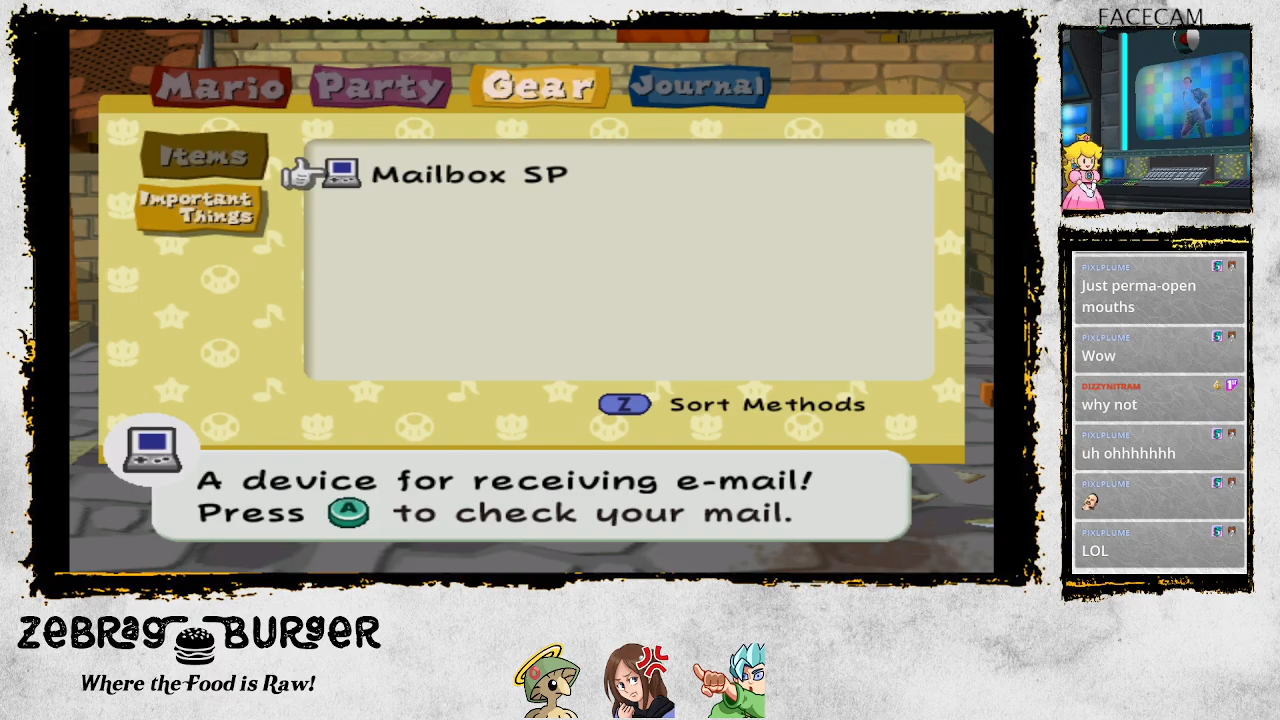 FACECAM
Mario
Party
Gear
Journal
Items
Important
Things
Mailbox SP
Z Sort Methods
A device for receiving e-mail!
Press A to check your mail.
PIXLPLUME
Just perma-open
mouths
PIXLPLUME
Wow
DIZZYNITRAM
why not
PIXLPLUME
uh ohhhhhhh
PIXLPLUME
PIXLPLUME
LOL
ZEBRAG BURGER
Where the Food is Raw!